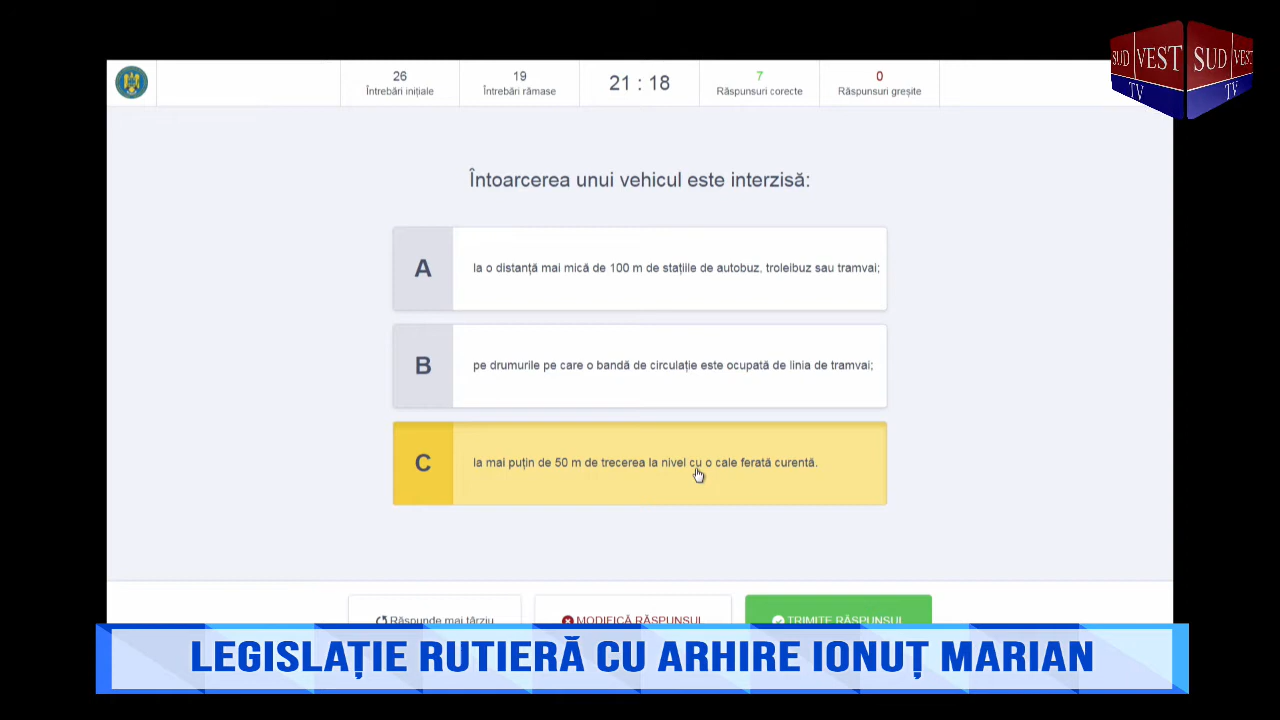 SUD VEST SUD VEST
TV TV
26
Întrebări inițiale
19
Întrebări rămase
21 : 18
7
Răspunsuri corecte
0
Răspunsuri greșite
Întoarcerea unui vehicul este interzisă:
A
la o distanță mai mică de 100 m de stațiile de autobuz, troleibuz sau tramvai;
B
pe drumurile pe care o bandă de circulație este ocupată de linia de tramvai;
C
la mai puțin de 50 m de trecerea la nivel cu o cale ferată curentă.
Răspunde mai târziu
MODIFICĂ RĂSPUNSUL
TRIMITE RĂSPUNSUL
LEGISLAȚIE RUTIERĂ CU ARHIRE IONUȚ MARIAN